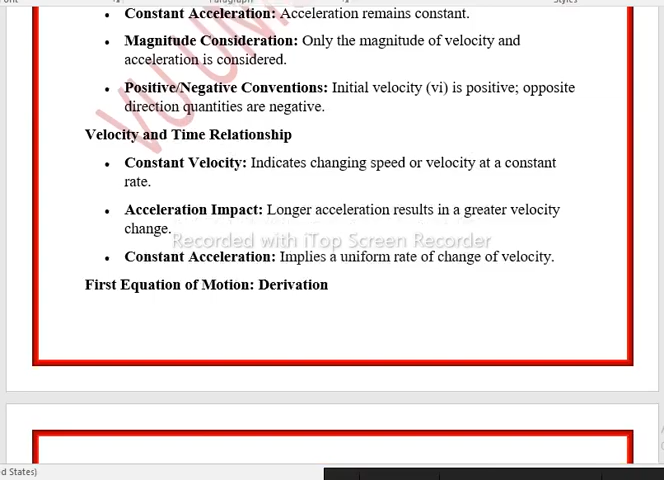 Constant Acceleration: Acceleration remains constant.
Magnitude Consideration: Only the magnitude of velocity and
acceleration is considered.
Positive/Negative Conventions: Initial velocity (vi) is positive; opposite
direction quantities are negative.
Velocity and Time Relationship
Constant Velocity: Indicates changing speed or velocity at a constant
rate.
Acceleration Impact: Longer acceleration results in a greater velocity
change.
Recorded with iTop Screen Recorder
Constant Acceleration: Implies a uniform rate of change of velocity.
First Equation of Motion: Derivation
d States)